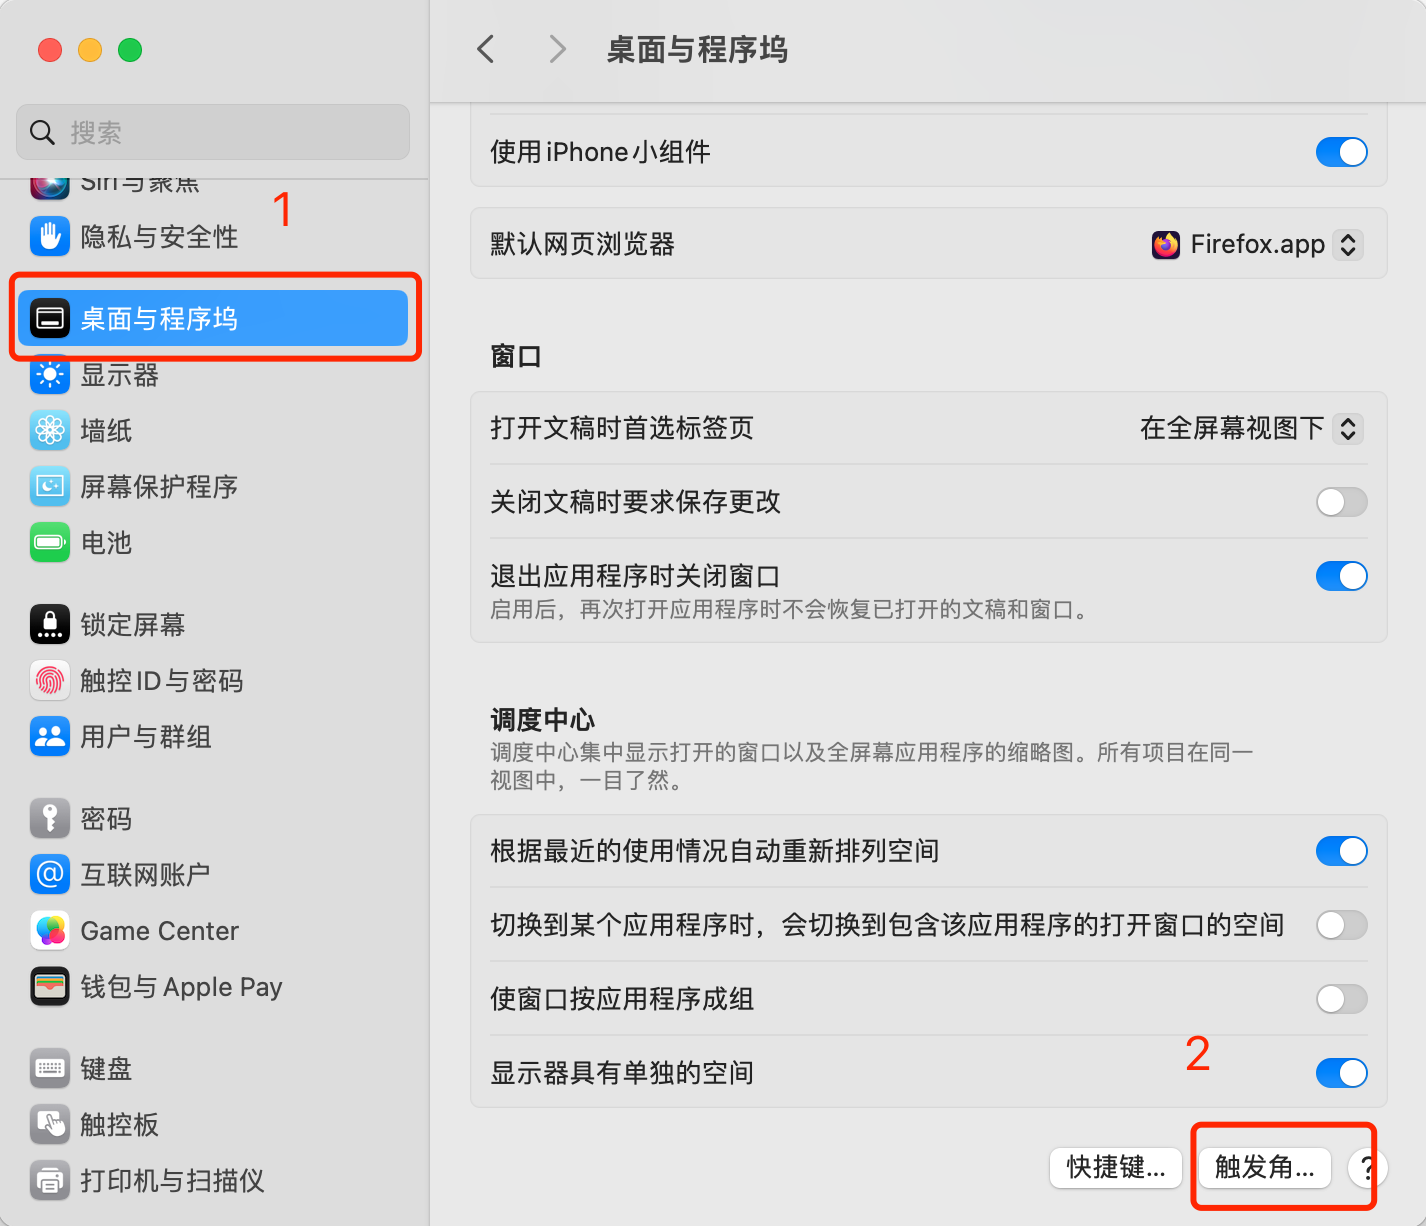 桌面与程序坞
搜索
Siri与聚焦
1
隐私与安全性
桌面与程序坞
显示器
墙纸
屏幕保护程序
电池
锁定屏幕
触控ID与密码
用户与群组
密码
互联网账户
Game Center
钱包与Apple Pay
键盘
触控板
打印机与扫描仪
使用iPhone小组件
默认网页浏览器 Firefox.app
窗口
打开文稿时首选标签页 在全屏幕视图下
关闭文稿时要求保存更改
退出应用程序时关闭窗口
启用后，再次打开应用程序时不会恢复已打开的文稿和窗口。
调度中心
调度中心集中显示打开的窗口以及全屏幕应用程序的缩略图。所有项目在同一
视图中，一目了然。
根据最近的使用情况自动重新排列空间
切换到某个应用程序时，会切换到包含该应用程序的打开窗口的空间
使窗口按应用程序成组
2
显示器具有单独的空间
快捷键... 触发角... ?